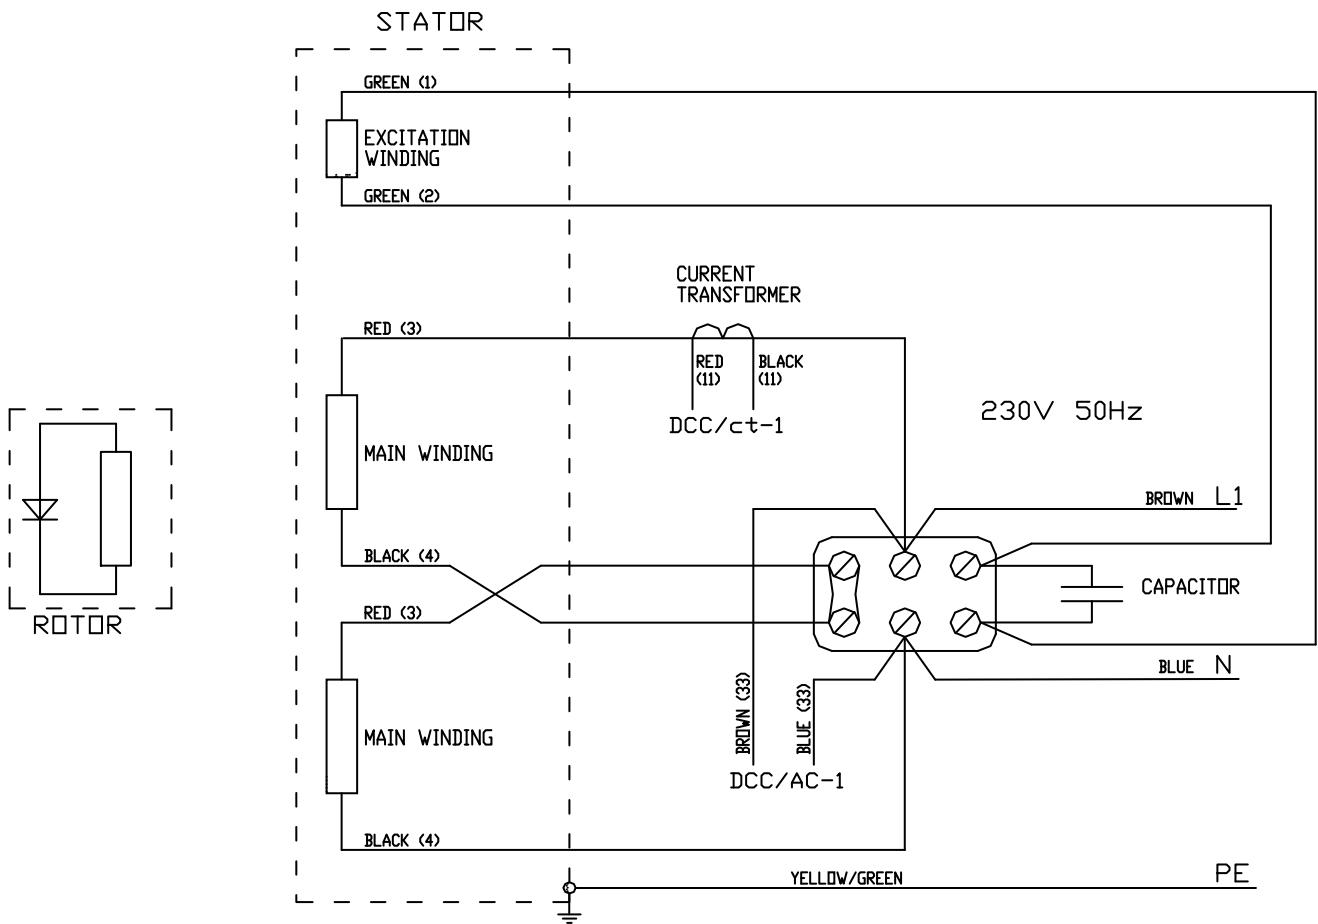 STATOR
GREEN (1)
EXCITATION
WINDING
GREEN (2)
CURRENT
TRANSFORMER
RED (3)
RED
(11)
BLACK
(11)
DCC/ct-1
230V 50Hz
MAIN WINDING
BROWN L1
BLACK (4)
CAPACITOR
RED (3)
ROTOR
BLUE N
BROWN (33)
BLUE (33)
MAIN WINDING
DCC/AC-1
BLACK (4)
YELLOW/GREEN
PE